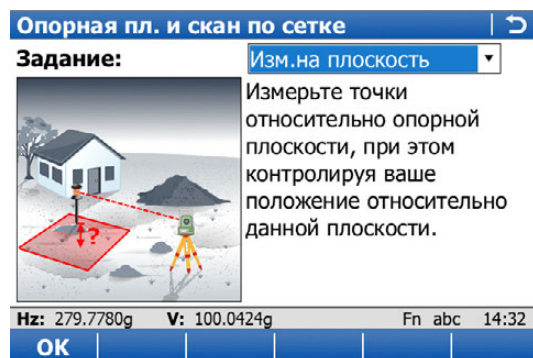 Опорная пл. и скан по сетке
Задание:
Изм.на плоскость
Измерьте точки
относительно опорной
плоскости, при этом
контролируя ваше
положение относительно
данной плоскости.
?
Hz: 279.7780g V: 100.0424g Fn abc 14:32
OK